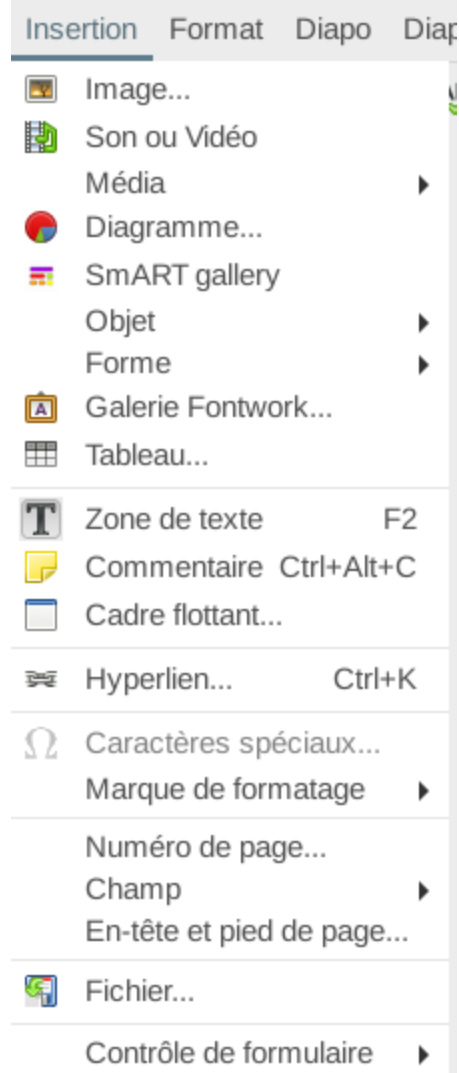 Insertion Format Diapo Diap
Image...
Son ou Vidéo
Média
Diagramme...
SmART gallery
Objet
Forme
Galerie Fontwork...
Tableau...
Zone de texte F2
Commentaire Ctrl+Alt+C
Cadre flottant...
Hyperlien... Ctrl+K
Caractères spéciaux...
Marque de formatage
Numéro de page...
Champ
En-tête et pied de page...
Fichier...
Contrôle de formulaire